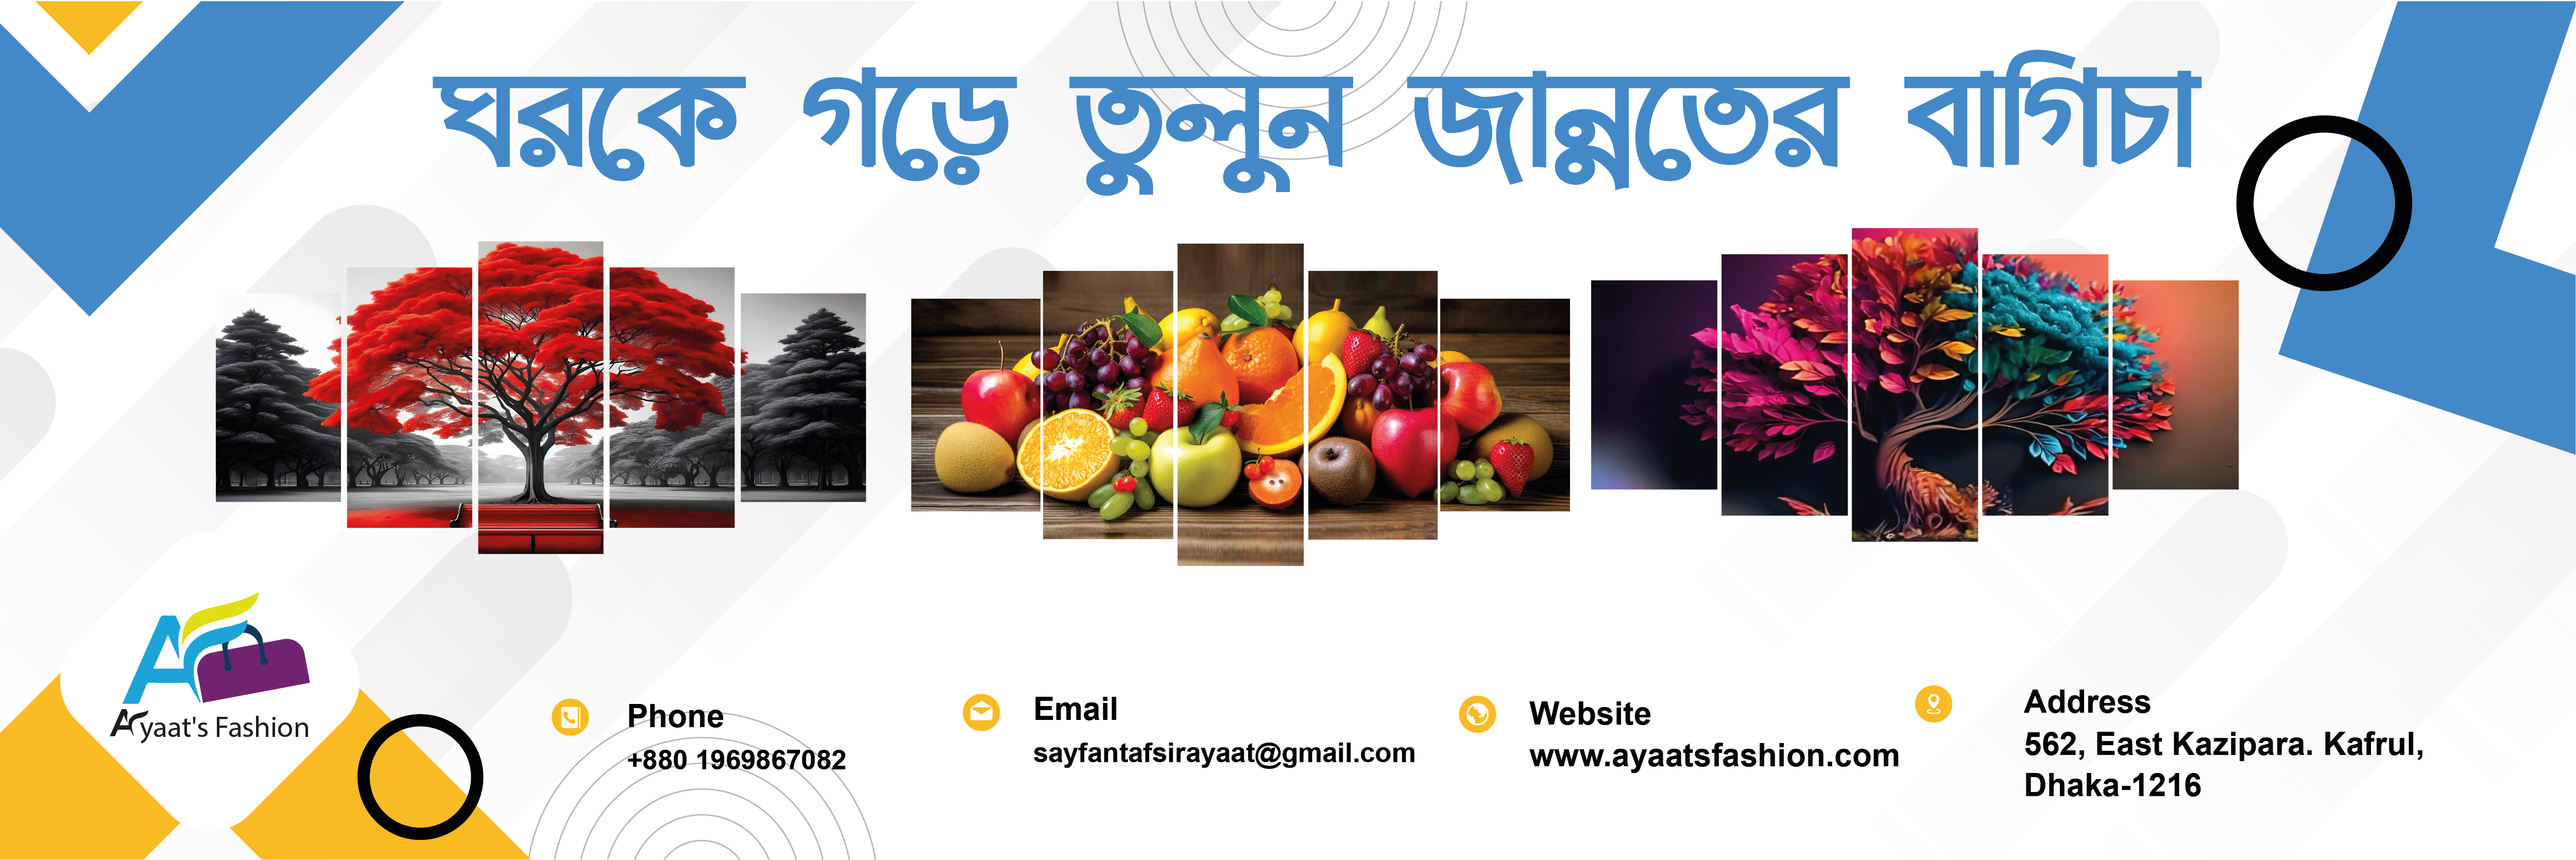 ঘরকে গড়ে তুলুন জান্নতের বাগিচা
Ayaat's Fashion
Phone
+880 1969867082
Email
sayfantafsirayaat@gmail.com
Website
www.ayaatsfashion.com
Address
562, East Kazipara. Kafrul,
Dhaka-1216